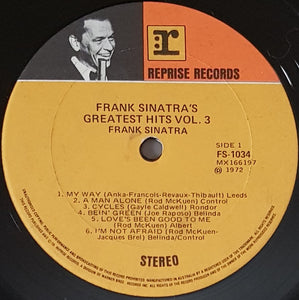 r:
REPRISE RECORDS
FRANK SINATRA'S
GREATEST HITS VOL. 3
FRANK SINATRA
SIDE 1
FS-1034
MX166197
℗ 1972
1. MY WAY (Anka-Francois-Revaux-Thibault) Leeds
2. A MAN ALONE (Rod McKuen) Control
3. CYCLES (Gayle Caldwell) Rondor
4. BEIN' GREEN (Joe Raposo) Belinda
5. LOVE'S BEEN GOOD TO ME
(Rod McKuen) Albert
6. I'M NOT AFRAID (Rod McKuen-
Jacques Brel) Belinda/Control
STEREO